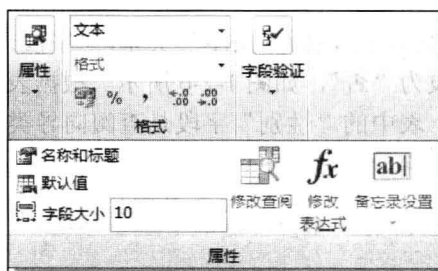 文本
属性
格式
字段验证
% , .00 .00
格式
名称和标题
默认值
字段大小 10
修改查阅
fx 修改
表达式
ab| 备忘录设置
属性